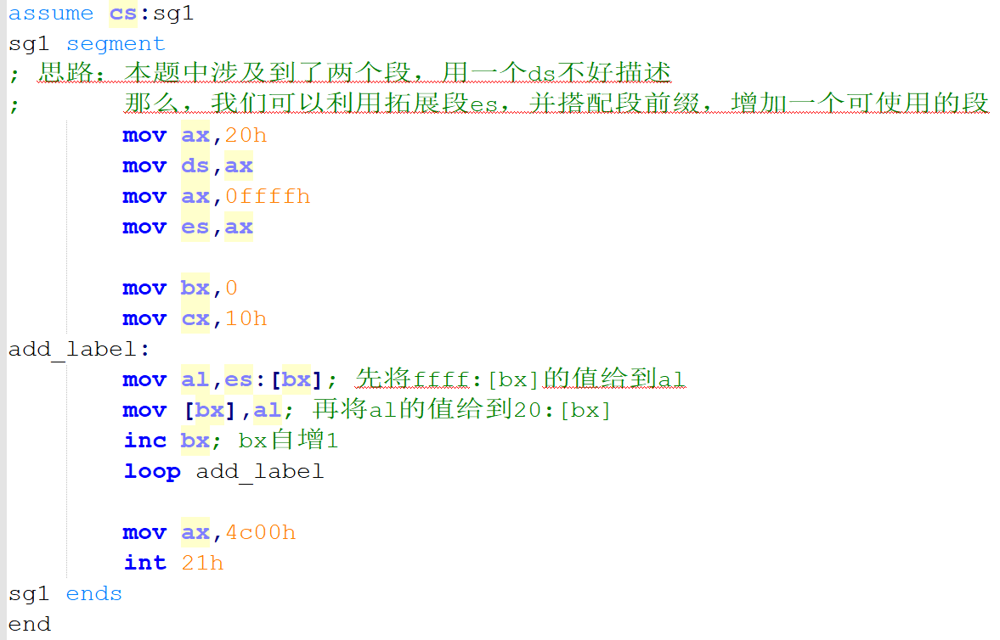 assume cs:sg1
sg1 segment
; 思路：本题中涉及到了两个段，用一个ds不好描述
;       那么，我们可以利用拓展段es，并搭配段前缀，增加一个可使用的段
        mov ax,20h
        mov ds,ax
        mov ax,0ffffh
        mov es,ax

        mov bx,0
        mov cx,10h
add_label:
        mov al,es:[bx]; 先将ffff:[bx]的值给到al
        mov [bx],al; 再将al的值给到20:[bx]
        inc bx; bx自增1
        loop add_label

        mov ax,4c00h
        int 21h
sg1 ends
end